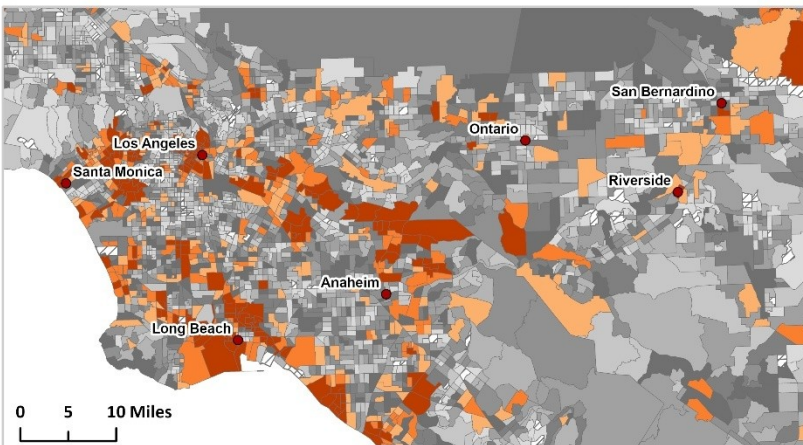 San Bernardino
Ontario
Los Angeles
Santa Monica
Riverside
Anaheim
Long Beach
0 5 10 Miles